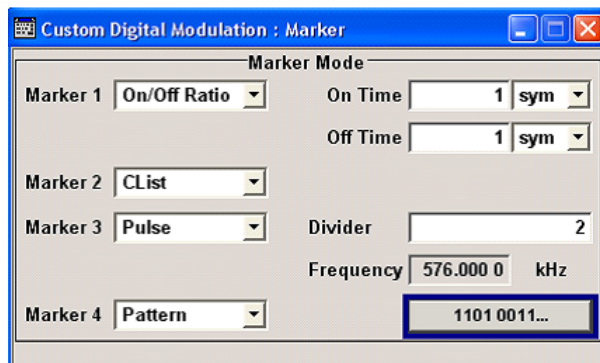 Custom Digital Modulation : Marker
Marker Mode
Marker 1 On/Off Ratio On Time 1 sym
Off Time 1 sym
Marker 2 CList
Marker 3 Pulse Divider 2
Frequency 576.000 0 kHz
Marker 4 Pattern 1101 0011...